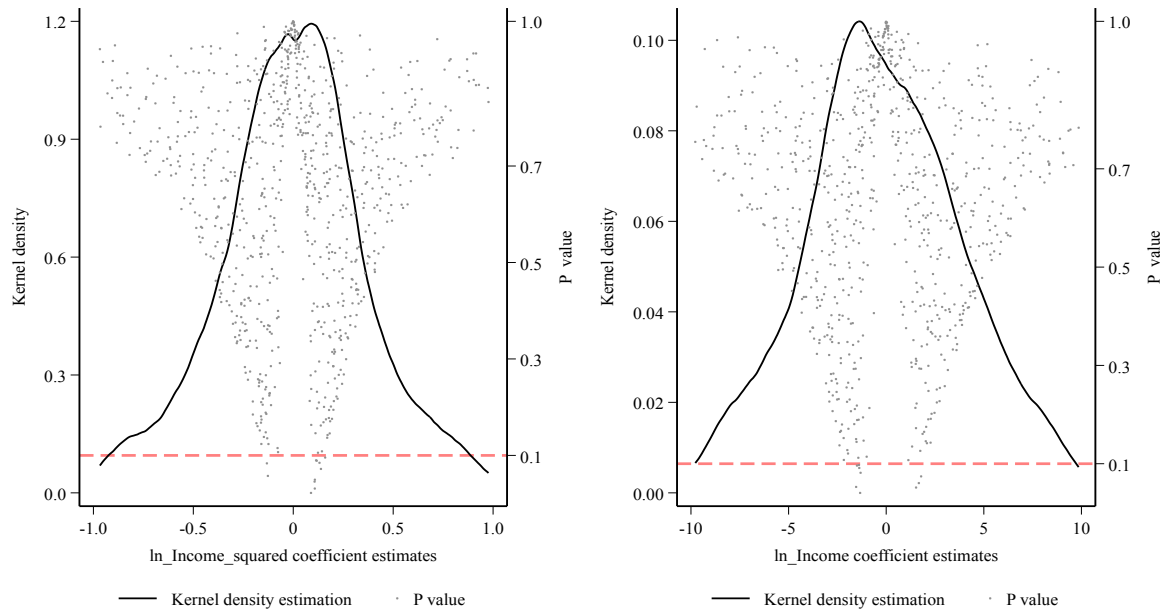 1.2
0.9
0.6
0.3
0.0
Kernel density
1.0
0.7
0.5
0.3
0.1
P value
-1.0 -0.5 0 0.5 1.0
ln_Income_squared coefficient estimates
Kernel density estimation P value
0.10
0.08
0.06
0.04
0.02
0.00
Kernel density
1.0
0.7
0.5
0.3
0.1
P value
-10 -5 0 5 10
ln_Income coefficient estimates
Kernel density estimation P value